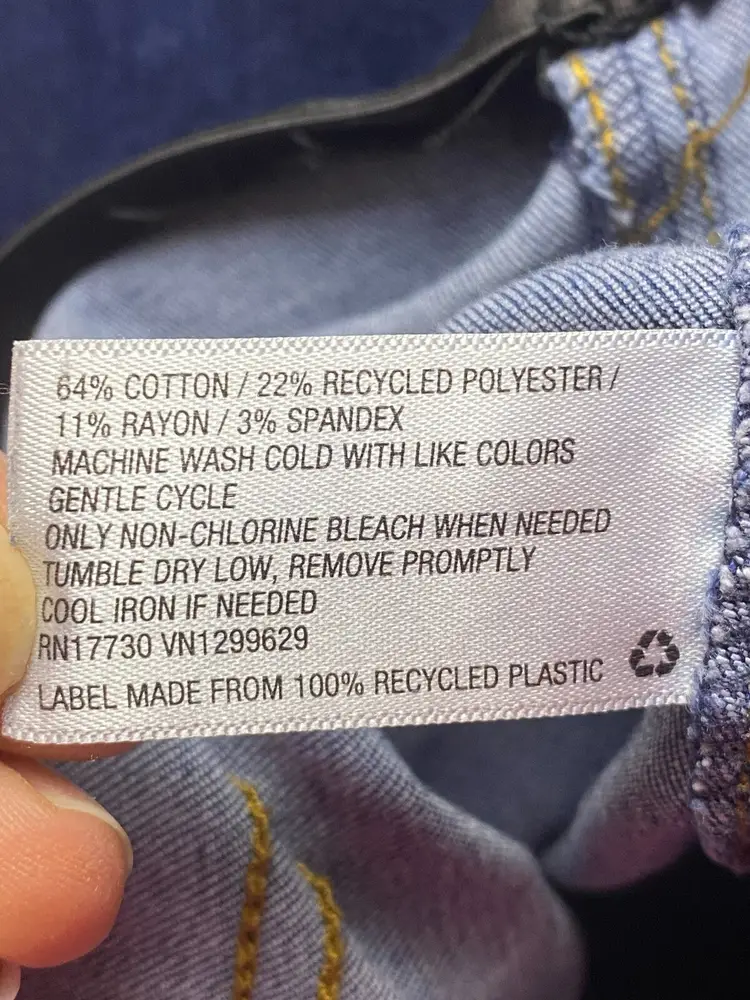 64% COTTON / 22% RECYCLED POLYESTER /
11% RAYON / 3% SPANDEX
MACHINE WASH COLD WITH LIKE COLORS
GENTLE CYCLE
ONLY NON-CHLORINE BLEACH WHEN NEEDED
TUMBLE DRY LOW, REMOVE PROMPTLY
COOL IRON IF NEEDED
RN17730 VN1299629
LABEL MADE FROM 100% RECYCLED PLASTIC